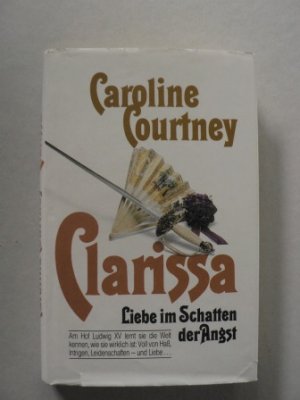 Caroline
Courtney
Clarissa
Liebe im Schatten
der Angst
Am Hof Ludwig XV lernt sie die Welt
kennen, wie sie wirklich ist: Voll von Haß,
Intrigen, Leidenschaften – und Liebe . . .